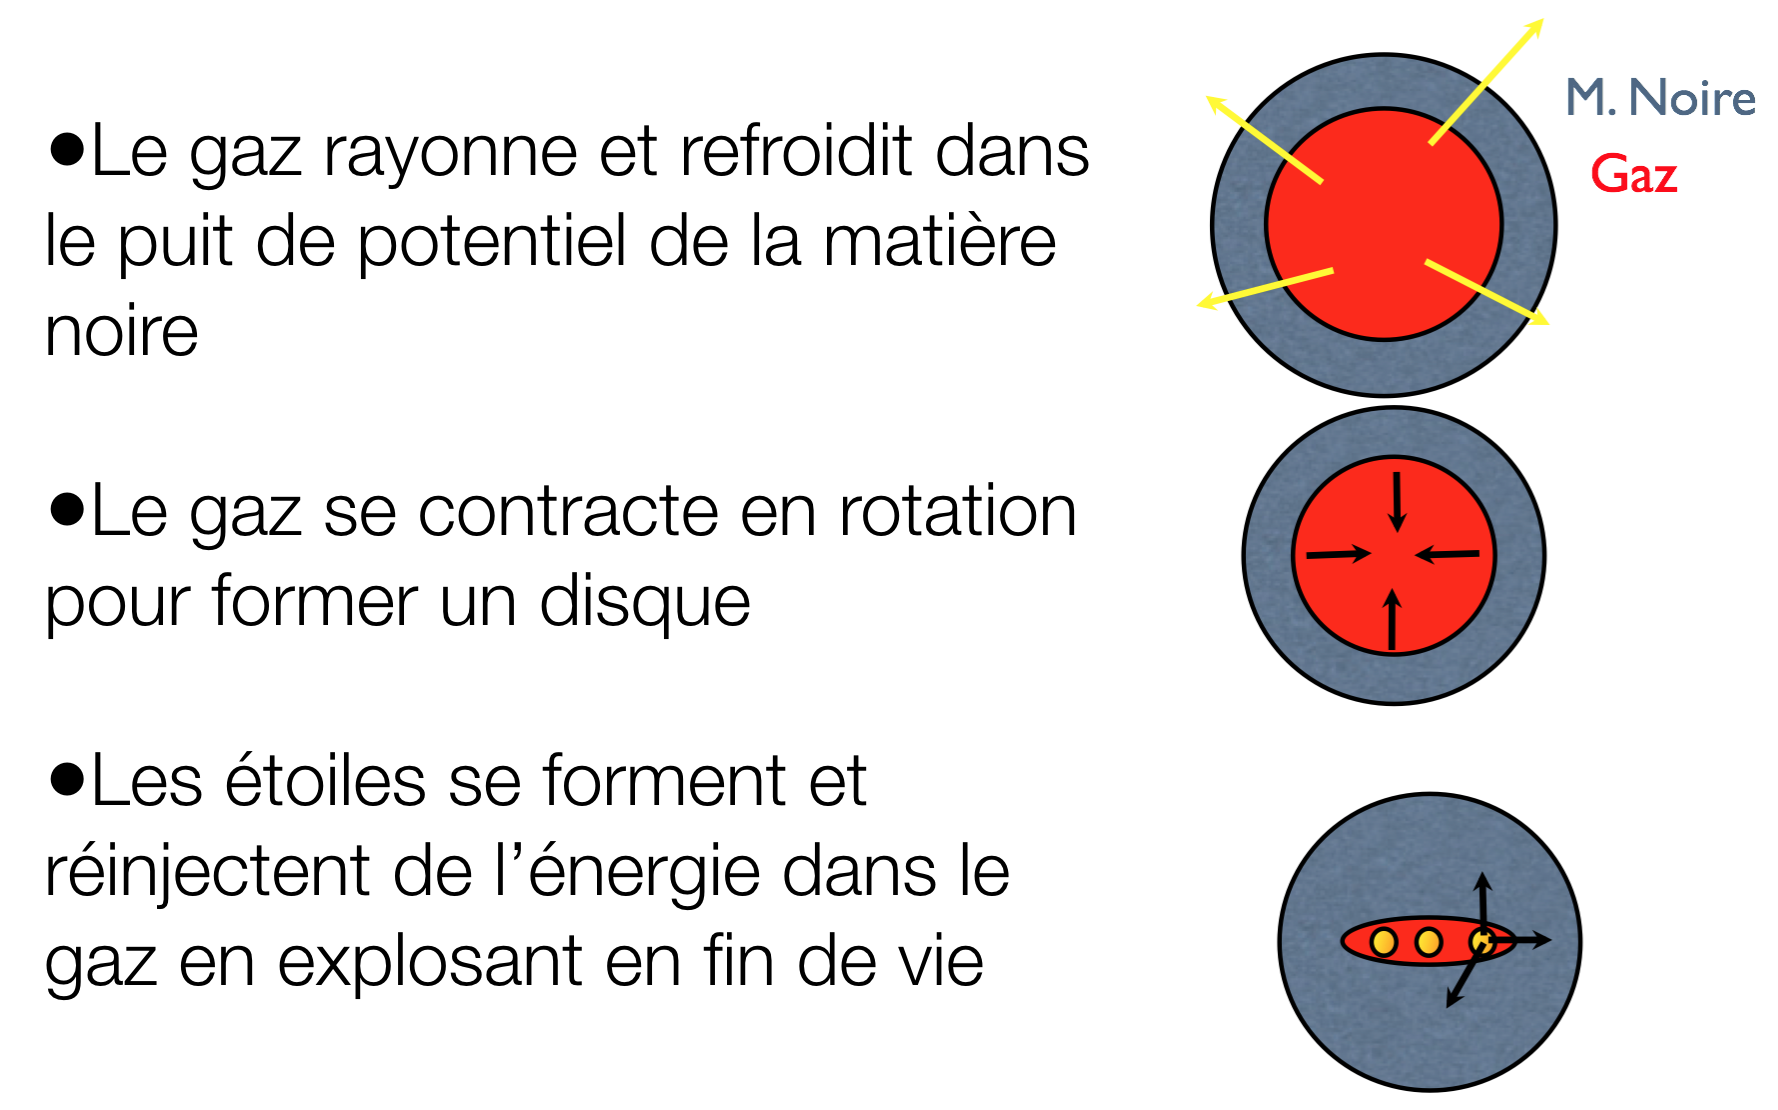 •Le gaz rayonne et refroidit dans
le puit de potentiel de la matière
noire
•Le gaz se contracte en rotation
pour former un disque
•Les étoiles se forment et
réinjectent de l’énergie dans le
gaz en explosant en fin de vie
M. Noire
Gaz